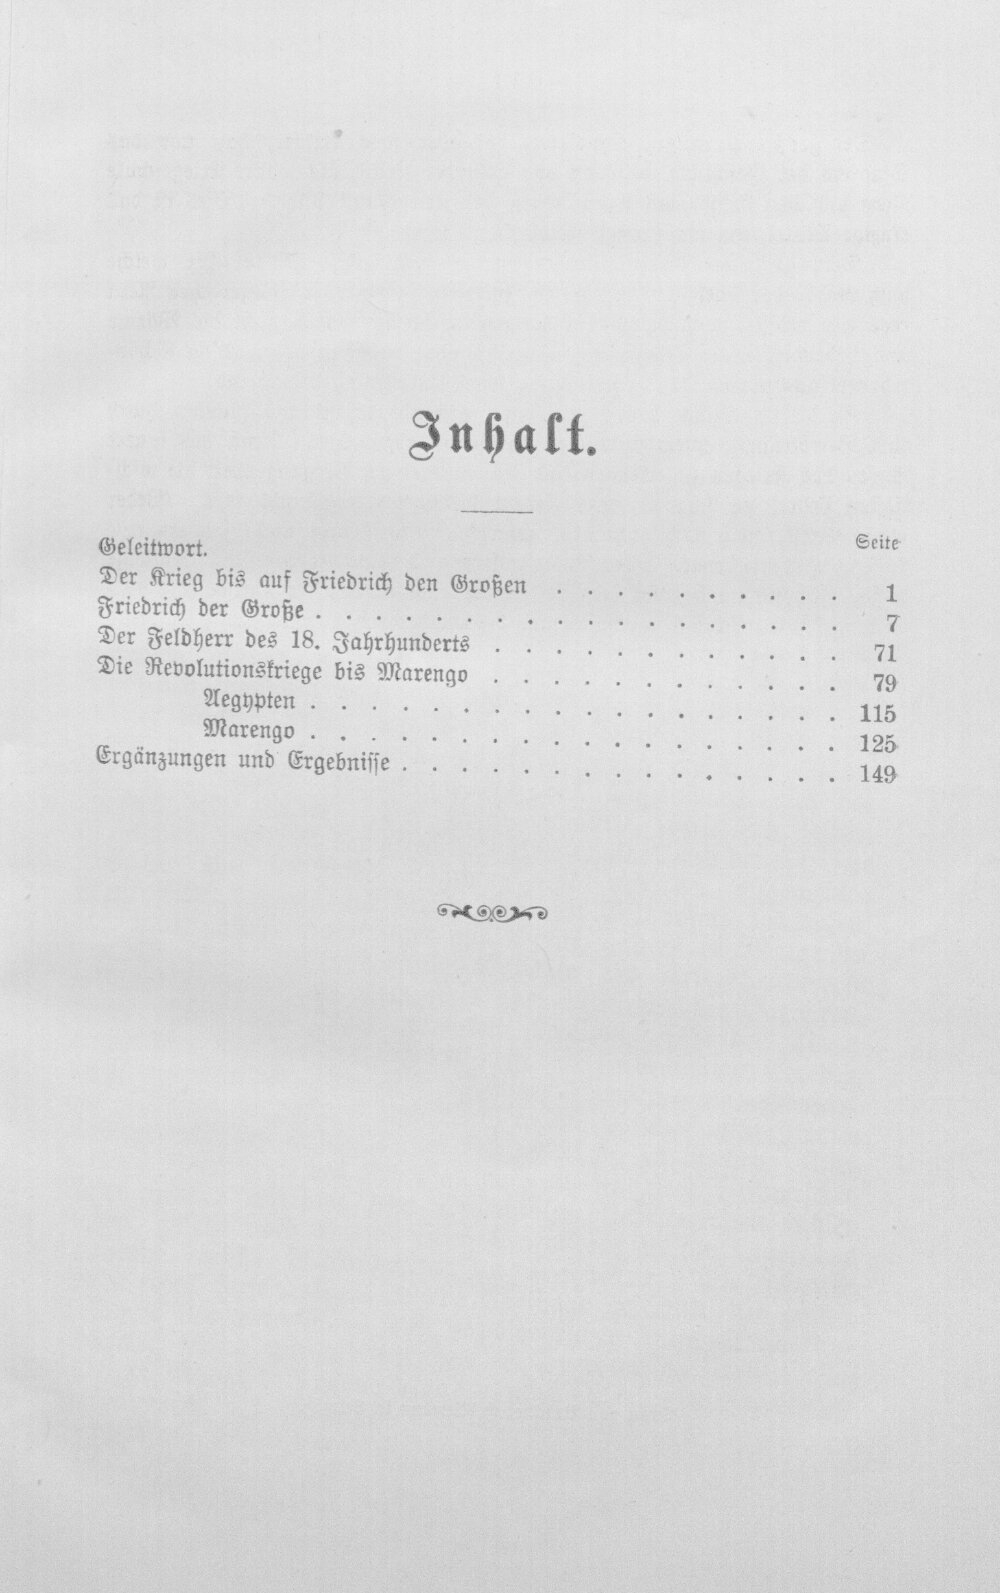 Inhalt.
Seite
Geleitwort.
Der Krieg bis auf Friedrich den Großen . . . . . . . . . . 1
Friedrich der Große . . . . . . . . . . . . . . . . . . 7
Der Feldherr des 18. Jahrhunderts . . . . . . . . . . . . 71
Die Revolutionskriege bis Marengo . . . . . . . . . . . . 79
Aegypten . . . . . . . . . . . . . . . . . . 115
Marengo . . . . . . . . . . . . . . . . . . 125
Ergänzungen und Ergebnisse . . . . . . . . . . . . . . . 149